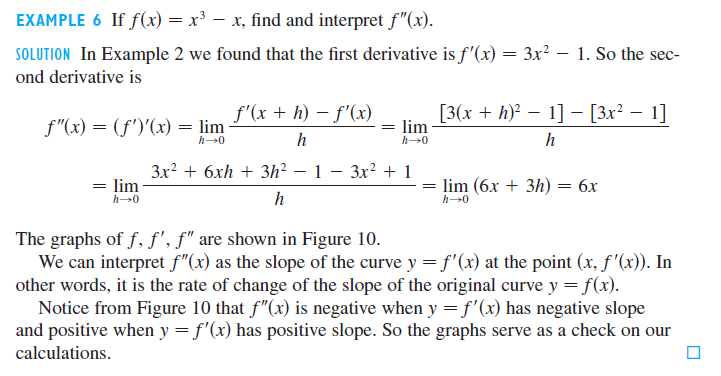 EXAMPLE 6 If f(x) = x³ − x, find and interpret f″(x).
SOLUTION In Example 2 we found that the first derivative is f′(x) = 3x² − 1. So the sec-
ond derivative is
f″(x) = (f′)′(x) = lim h→0 f′(x + h) − f′(x) / h = lim h→0 [3(x + h)² − 1] − [3x² − 1] / h
= lim h→0 3x² + 6xh + 3h² − 1 − 3x² + 1 / h = lim h→0 (6x + 3h) = 6x
The graphs of f, f′, f″ are shown in Figure 10.
We can interpret f″(x) as the slope of the curve y = f′(x) at the point (x, f′(x)). In
other words, it is the rate of change of the slope of the original curve y = f(x).
Notice from Figure 10 that f″(x) is negative when y = f′(x) has negative slope
and positive when y = f′(x) has positive slope. So the graphs serve as a check on our
calculations.